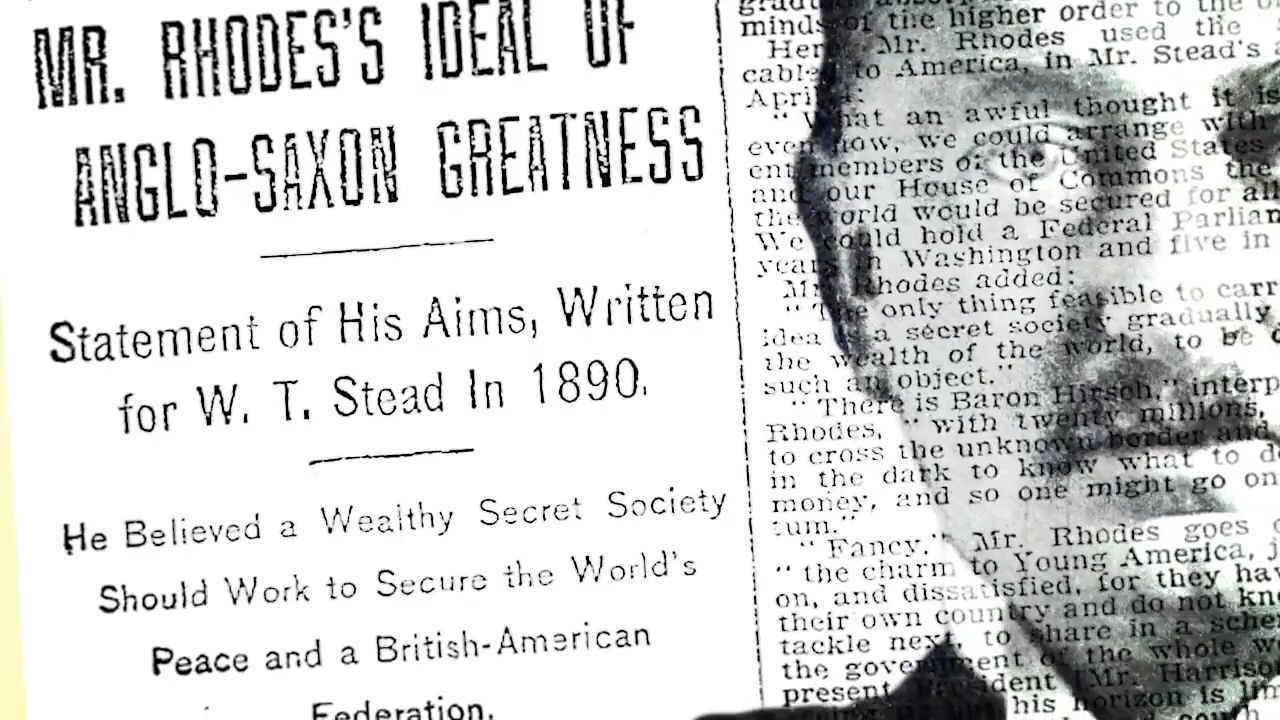 MR. RHODES'S IDEAL OF
ANGLO-SAXON GREATNESS
Statement of His Aims, Written
for W. T. Stead In 1890.
He Believed a Wealthy Secret Society
Should Work to Secure the World's
Peace and a British-American
Federation.
minds of the higher order to the
Here Mr. Rhodes used the
cabled to America, in Mr. Stead's
April:
"What an awful thought it is
even now, we could arrange with
ent members of the United States
and our House of Commons the
the world would be secured for all
We could hold a Federal Parliam
years in Washington and five in
Mr. Rhodes added:
"The only thing feasible to carr
idea is a secret society gradually
the wealth of the world, to be
such an object."
"There is Baron Hirsch," interp
Rhodes, "with twenty millions,
to cross the unknown border and
in the dark to know what to do
money, and so one might go on
tum."
"Fancy," Mr. Rhodes goes
"the charm to Young America, j
on, and dissatisfied, for they hav
their own country and do not kno
tackle next, to share in a sche
the government of the whole w
present President [Mr. Harriso
his horizon is lim